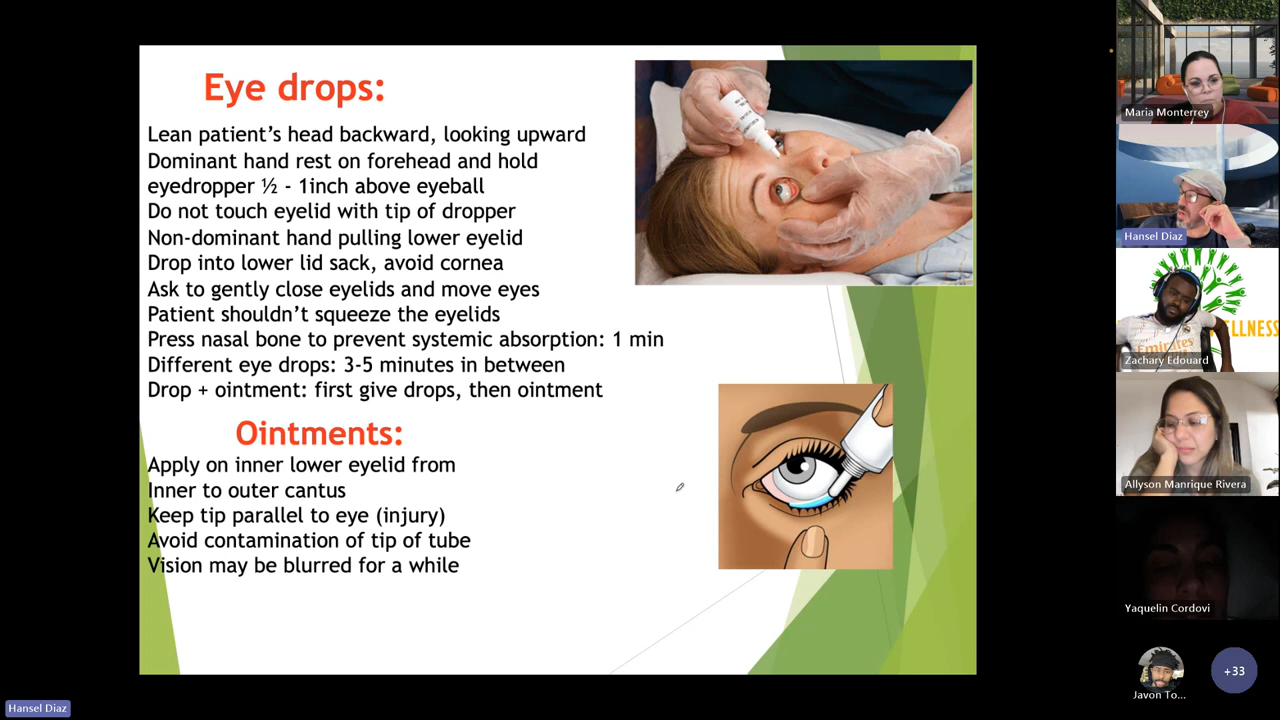 Eye drops:
Lean patient’s head backward, looking upward
Dominant hand rest on forehead and hold
eyedropper ½ - 1inch above eyeball
Do not touch eyelid with tip of dropper
Non-dominant hand pulling lower eyelid
Drop into lower lid sack, avoid cornea
Ask to gently close eyelids and move eyes
Patient shouldn’t squeeze the eyelids
Press nasal bone to prevent systemic absorption: 1 min
Different eye drops: 3-5 minutes in between
Drop + ointment: first give drops, then ointment
Ointments:
Apply on inner lower eyelid from
Inner to outer cantus
Keep tip parallel to eye (injury)
Avoid contamination of tip of tube
Vision may be blurred for a while
Maria Monterrey
Hansel Diaz
Zachary Edouard
Allyson Manrique Rivera
Yaquelin Cordovi
Javon To...
+33
Hansel Diaz